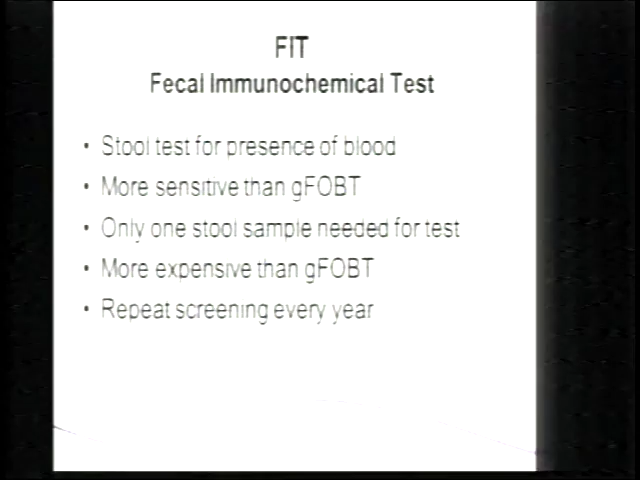 FIT
Fecal Immunochemical Test
• Stool test for presence of blood
• More sensitive than gFOBT
• Only one stool sample needed for test
• More expensive than gFOBT
• Repeat screening every year